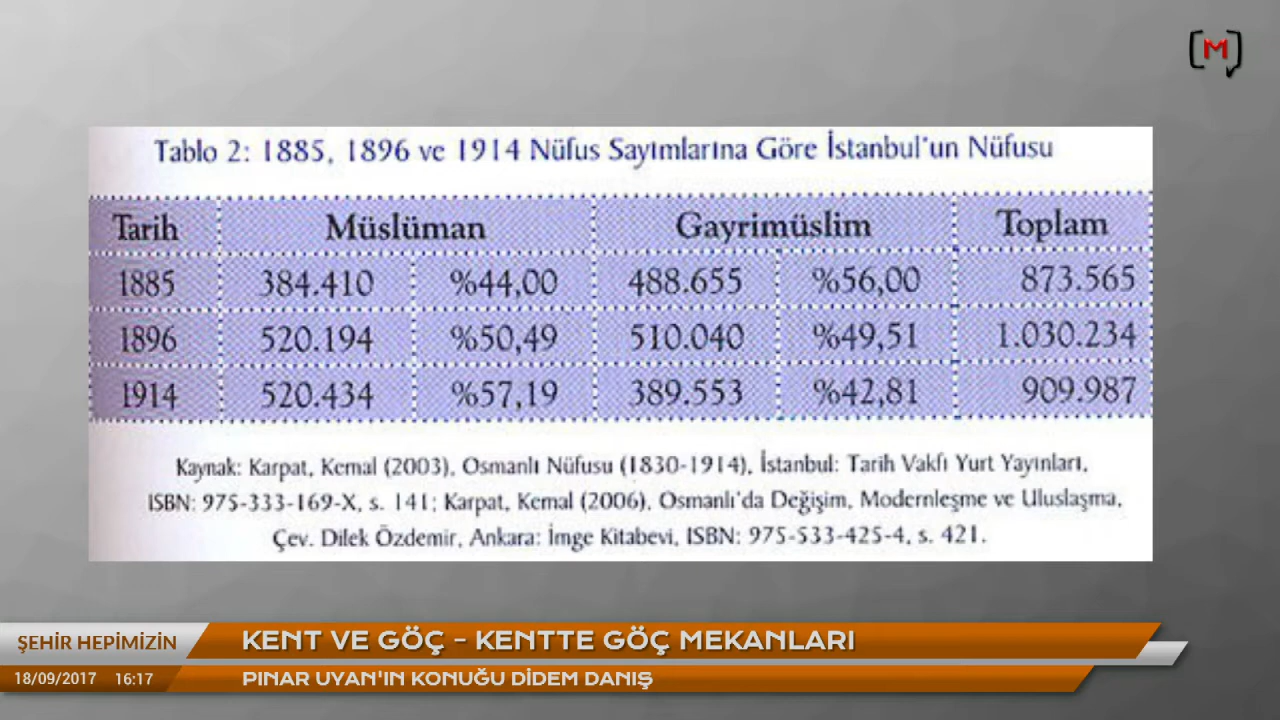 [M]
Tablo 2: 1885, 1896 ve 1914 Nüfus Sayımlarına Göre İstanbul'un Nüfusu
Tarih Müslüman Gayrimüslim Toplam
1885 384.410 %44,00 488.655 %56,00 873.565
1896 520.194 %50,49 510.040 %49,51 1.030.234
1914 520.434 %57,19 389.553 %42,81 909.987
Kaynak: Karpat, Kemal (2003), Osmanlı Nüfusu (1830-1914), İstanbul: Tarih Vakfı Yurt Yayınları,
ISBN: 975-333-169-X, s. 141; Karpat, Kemal (2006), Osmanlı'da Değişim, Modernleşme ve Uluslaşma,
Çev. Dilek Özdemir, Ankara: İmge Kitabevi, ISBN: 975-533-425-4, s. 421.
ŞEHİR HEPİMİZİN
KENT VE GÖÇ - KENTTE GÖÇ MEKANLARI
18/09/2017 16:17
PINAR UYAN'IN KONUĞU DİDEM DANIŞ